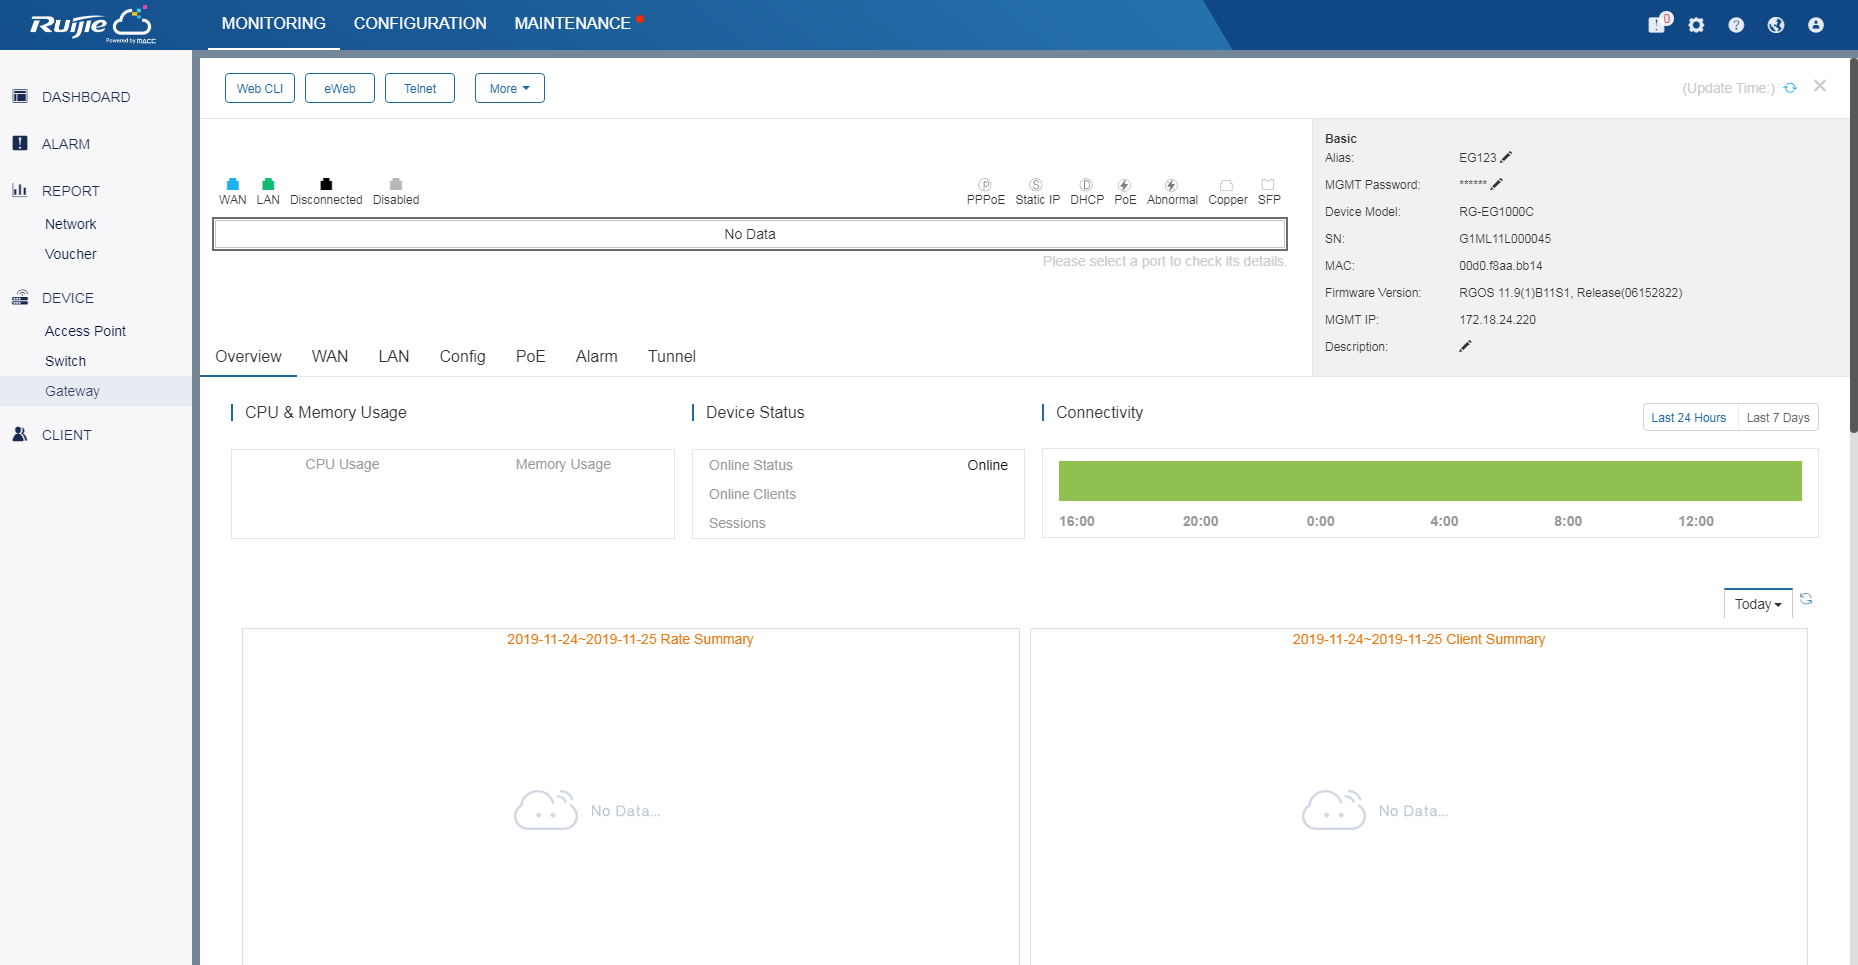 Ruijie
Powered by MACC
MONITORING CONFIGURATION MAINTENANCE
0
DASHBOARD
ALARM
REPORT
Network
Voucher
DEVICE
Access Point
Switch
Gateway
CLIENT
Web CLI eWeb Telnet More
(Update Time:)
WAN LAN Disconnected Disabled
P S D
PPPoE Static IP DHCP PoE Abnormal Copper SFP
No Data
Please select a port to check its details.
Basic
Alias: EG123
MGMT Password: ******
Device Model: RG-EG1000C
SN: G1ML11L000045
MAC: 00d0.f8aa.bb14
Firmware Version: RGOS 11.9(1)B11S1, Release(06152822)
MGMT IP: 172.18.24.220
Description:
Overview WAN LAN Config PoE Alarm Tunnel
CPU & Memory Usage
CPU Usage Memory Usage
Device Status
Online Status Online
Online Clients
Sessions
Connectivity
Last 24 Hours Last 7 Days
16:00 20:00 0:00 4:00 8:00 12:00
Today
2019-11-24~2019-11-25 Rate Summary
No Data...
2019-11-24~2019-11-25 Client Summary
No Data...